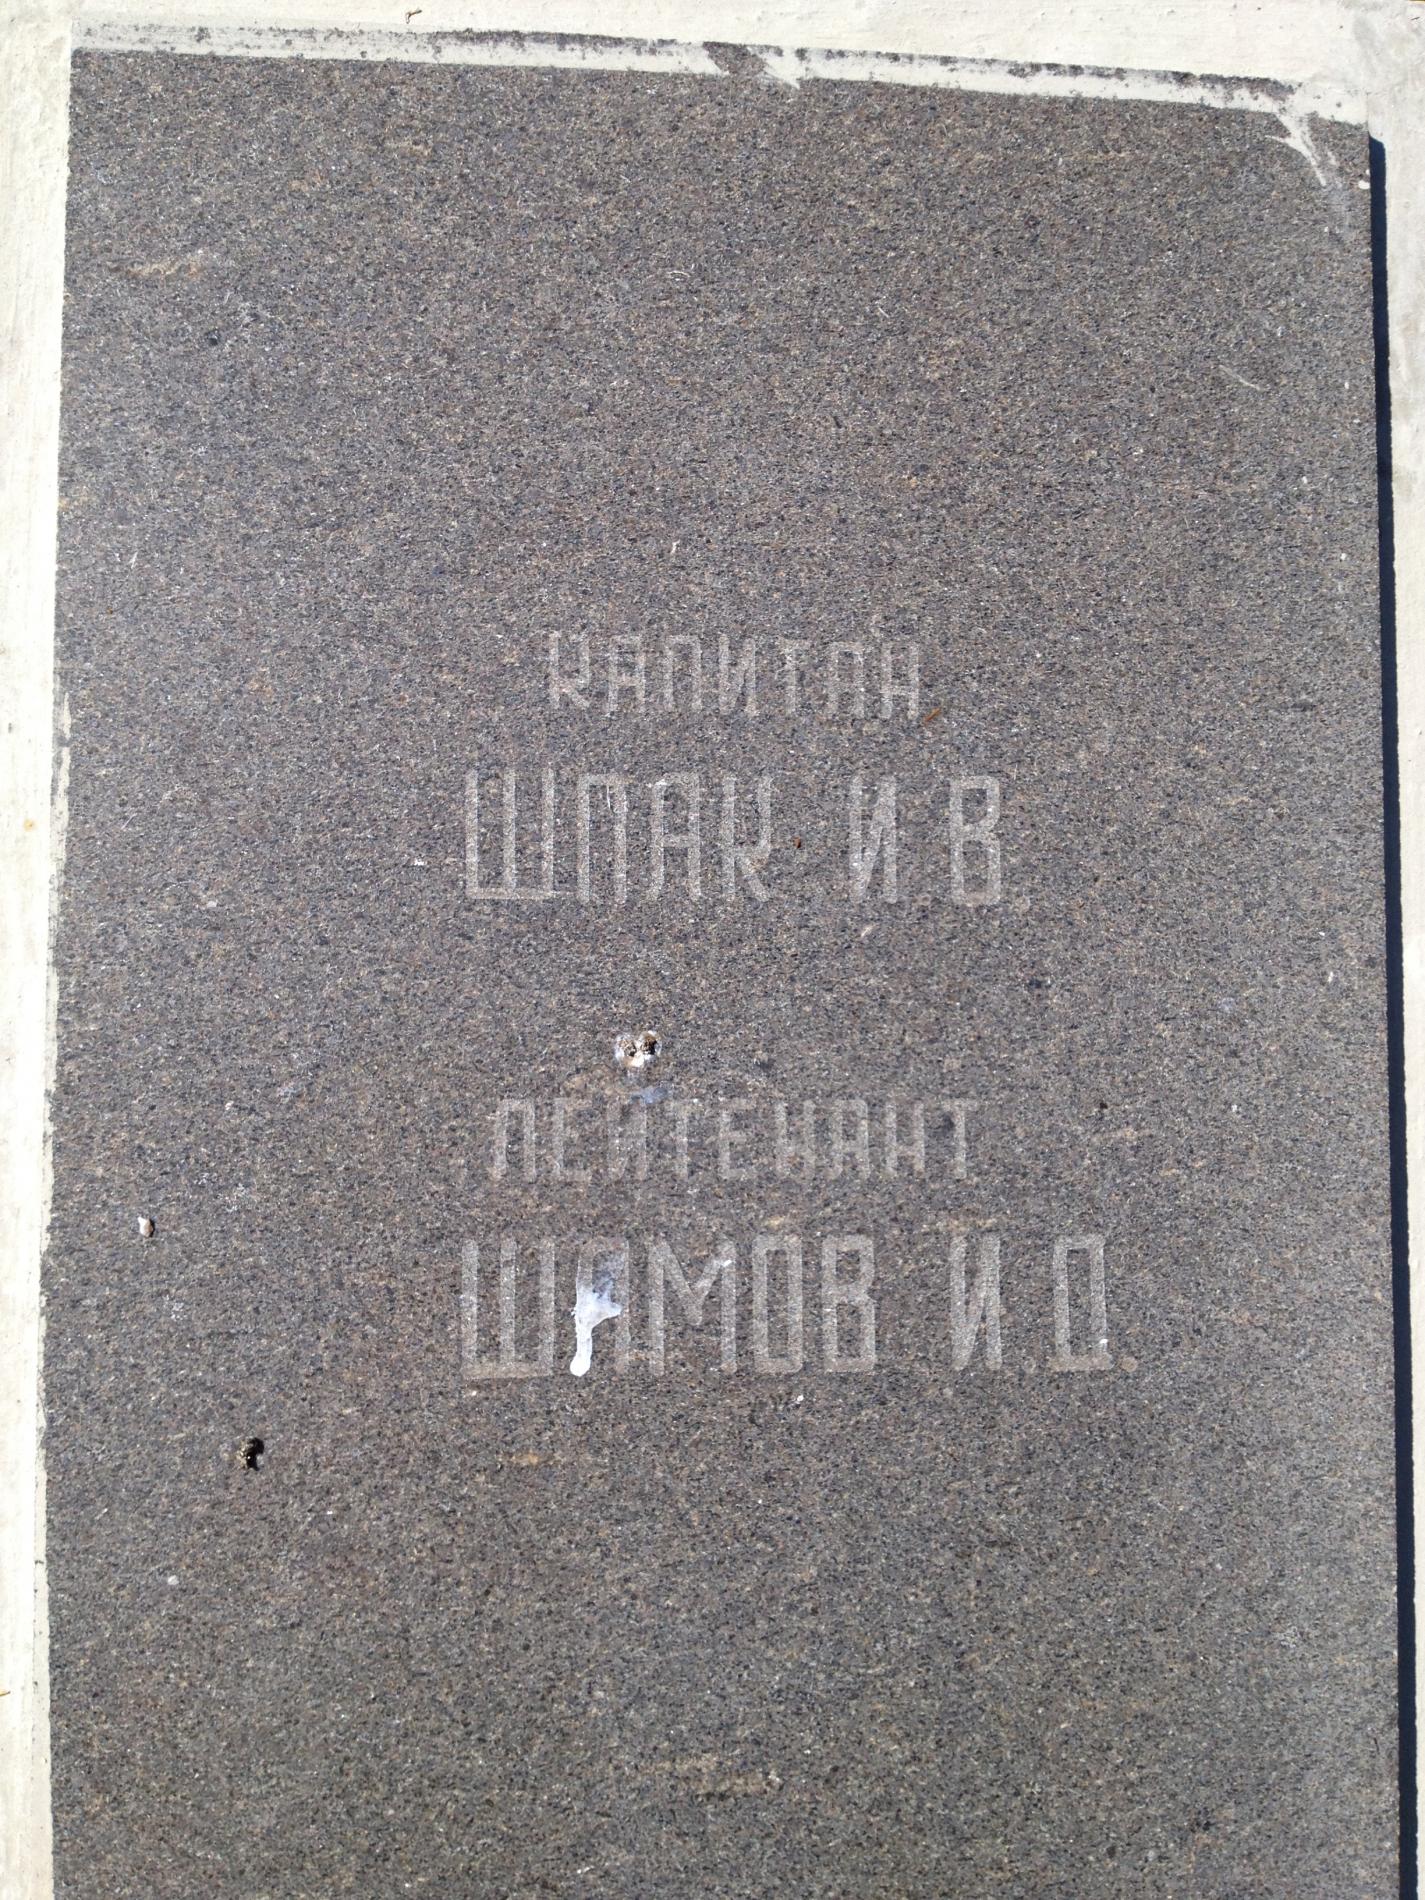 КАПИТАН
ШПАК И В.
ЛЕЙТЕНАНТ
ШАМОВ И Д.